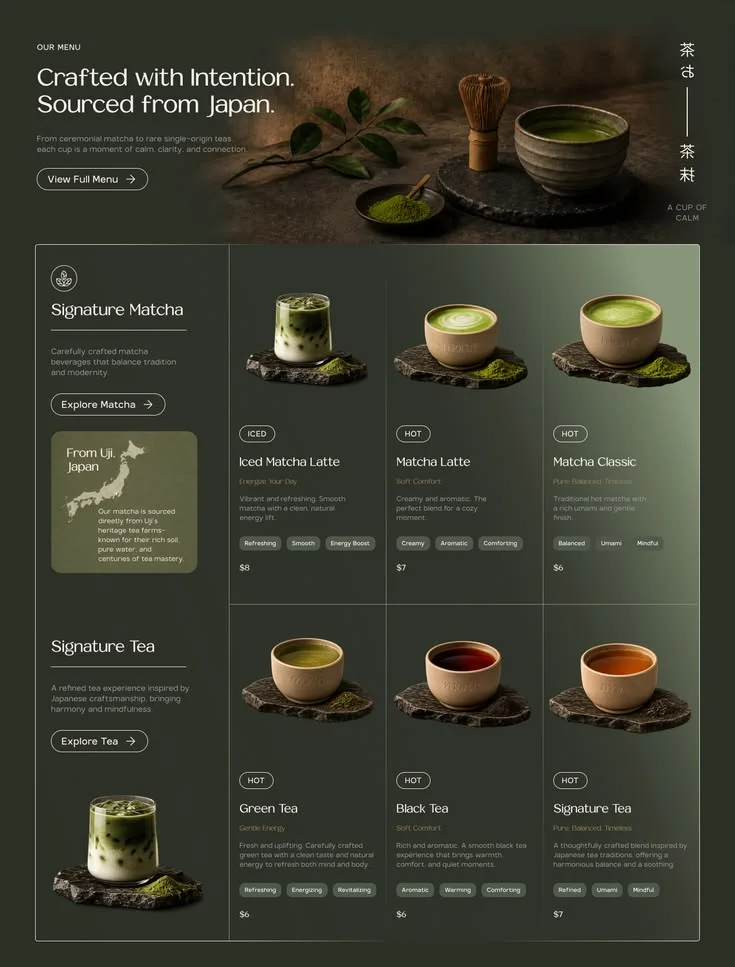 OUR MENU
Crafted with Intention.
Sourced from Japan.
From ceremonial matcha to rare single-origin teas,
each cup is a moment of calm, clarity, and connection.
View Full Menu
茶
茶
A CUP OF
CALM
Signature Matcha
Carefully crafted matcha
beverages that balance tradition
and modernity.
Explore Matcha
From Uji,
Japan
Our matcha is sourced
directly from Uji's
heritage tea farms-
known for their rich soil,
pure water, and
centuries of tea mastery.
ICED
Iced Matcha Latte
Energize Your Day
Vibrant and refreshing. Smooth
matcha with a clean, natural
energy lift.
Refreshing
Smooth
Energy Boost
$8
HOT
Matcha Latte
Soft Comfort
Creamy and aromatic. The
perfect blend for a cozy
moment.
Creamy
Aromatic
Comforting
$7
HOT
Matcha Classic
Pure. Balanced. Timeless.
Traditional hot matcha with
a rich umami and gentle
finish.
Balanced
Umami
Mindful
$6
Signature Tea
A refined tea experience inspired by
Japanese craftsmanship, bringing
harmony and mindfulness.
Explore Tea
HOT
Green Tea
Gentle Energy
Fresh and uplifting. Carefully crafted
green tea with a clean taste and natural
energy to refresh both mind and body.
Refreshing
Energizing
Revitalizing
$6
HOT
Black Tea
Soft Comfort
Rich and aromatic. A smooth black tea
experience that brings warmth,
comfort, and quiet moments.
Aromatic
Warming
Comforting
$6
HOT
Signature Tea
Pure. Balanced. Timeless.
A thoughtfully crafted blend inspired by
Japanese tea traditions, offering a
harmonious balance and a soothing.
Refined
Umami
Mindful
$7